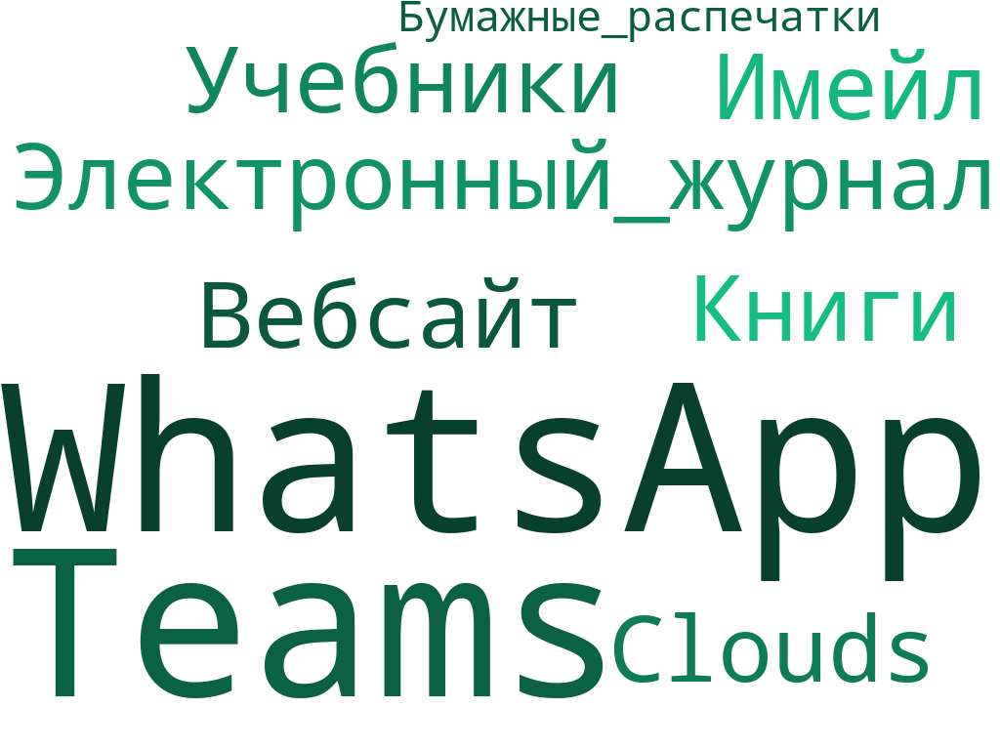 Бумажные_распечатки
Учебники Имейл
Электронный_журнал
Вебсайт Книги
WhatsApp
Teams Clouds